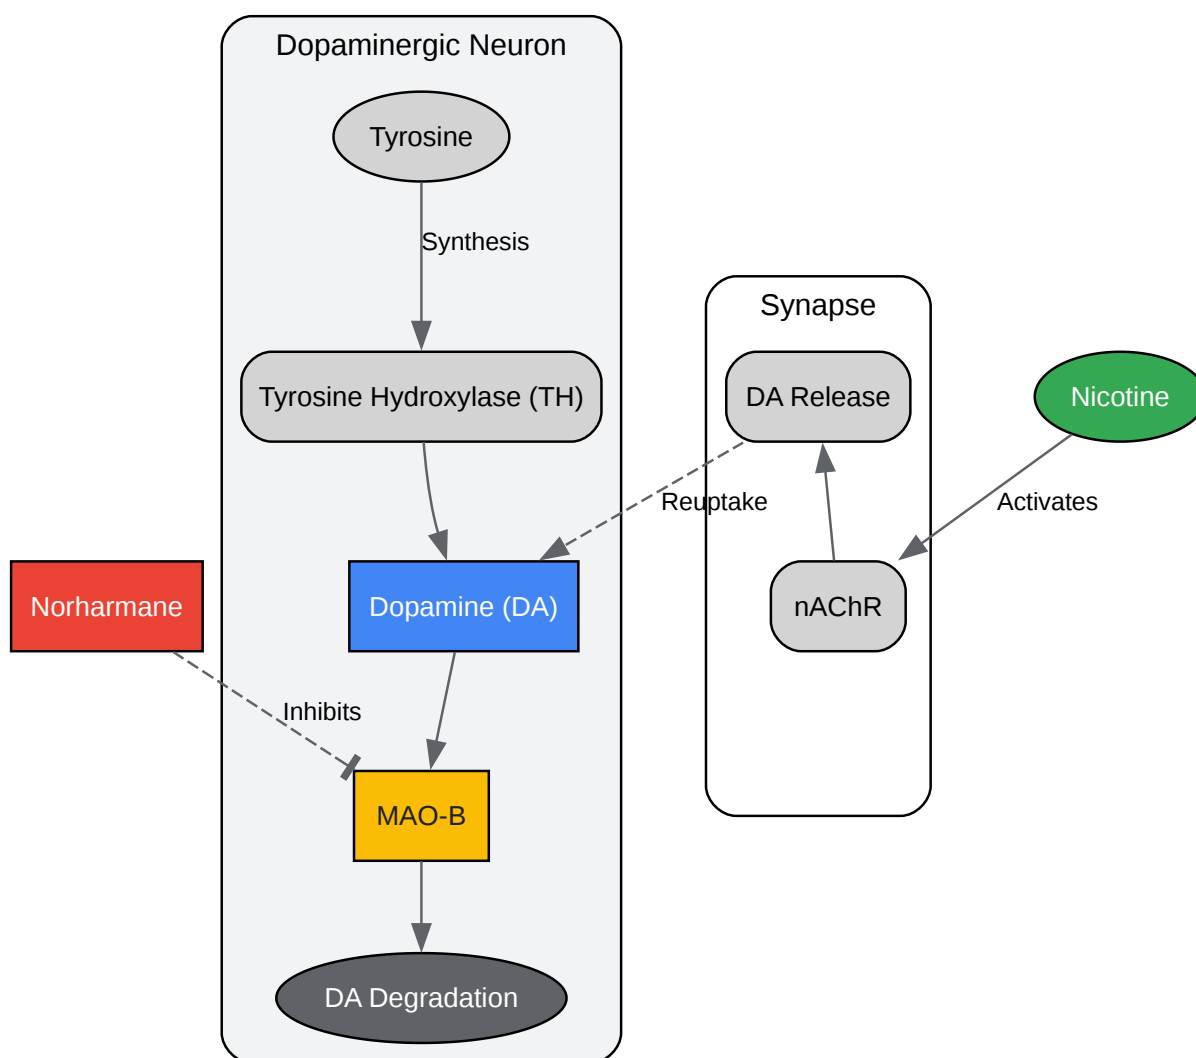 Dopaminergic Neuron
Tyrosine
Synthesis
Synapse
Tyrosine Hydroxylase (TH)
DA Release
Nicotine
Reuptake
Activates
Norharmane
Dopamine (DA)
nAChR
Inhibits
MAO-B
DA Degradation